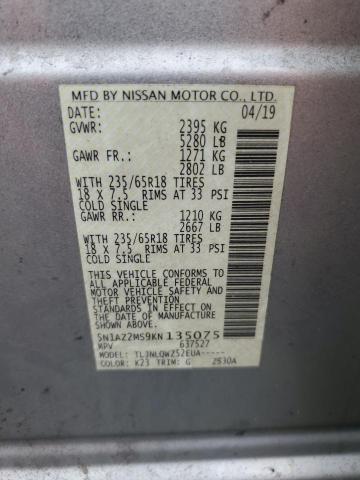 MFD BY NISSAN MOTOR CO., LTD.
DATE: 04/19
GVWR: 2395 KG
5280 LB
GAWR FR.: 1271 KG
2802 LB
WITH 235/65R18 TIRES
18 X 7.5 RIMS AT 33 PSI
COLD SINGLE
GAWR RR.: 1210 KG
2667 LB
WITH 235/65R18 TIRES
18 X 7.5 RIMS AT 33 PSI
COLD SINGLE
THIS VEHICLE CONFORMS TO
ALL APPLICABLE FEDERAL
MOTOR VEHICLE SAFETY
STANDARDS IN EFFECT ON
THE DATE OF MANUFACTURE
SHOWN ABOVE.
5N1AZ2MS9KN135075
MPV 637527
TYPE: TLJNLQWZ52EUA-----
COLOR: K23 TRIM: G 2530A